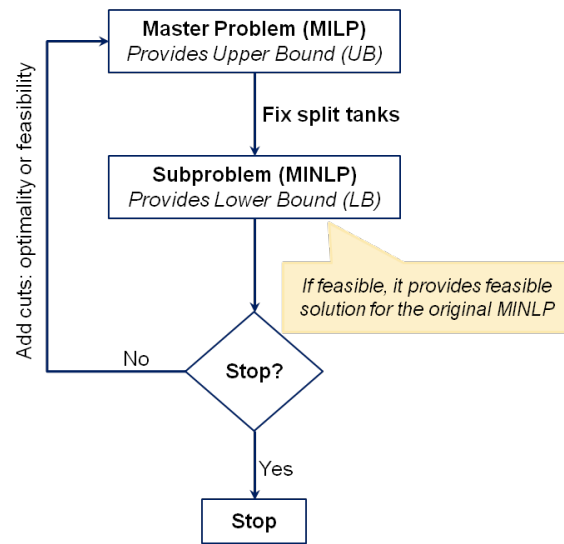 Master Problem (MILP)
Provides Upper Bound (UB)
Fix split tanks
Subproblem (MINLP)
Provides Lower Bound (LB)
If feasible, it provides feasible
solution for the original MINLP
Add cuts: optimality or feasibility
No
Stop?
Yes
Stop